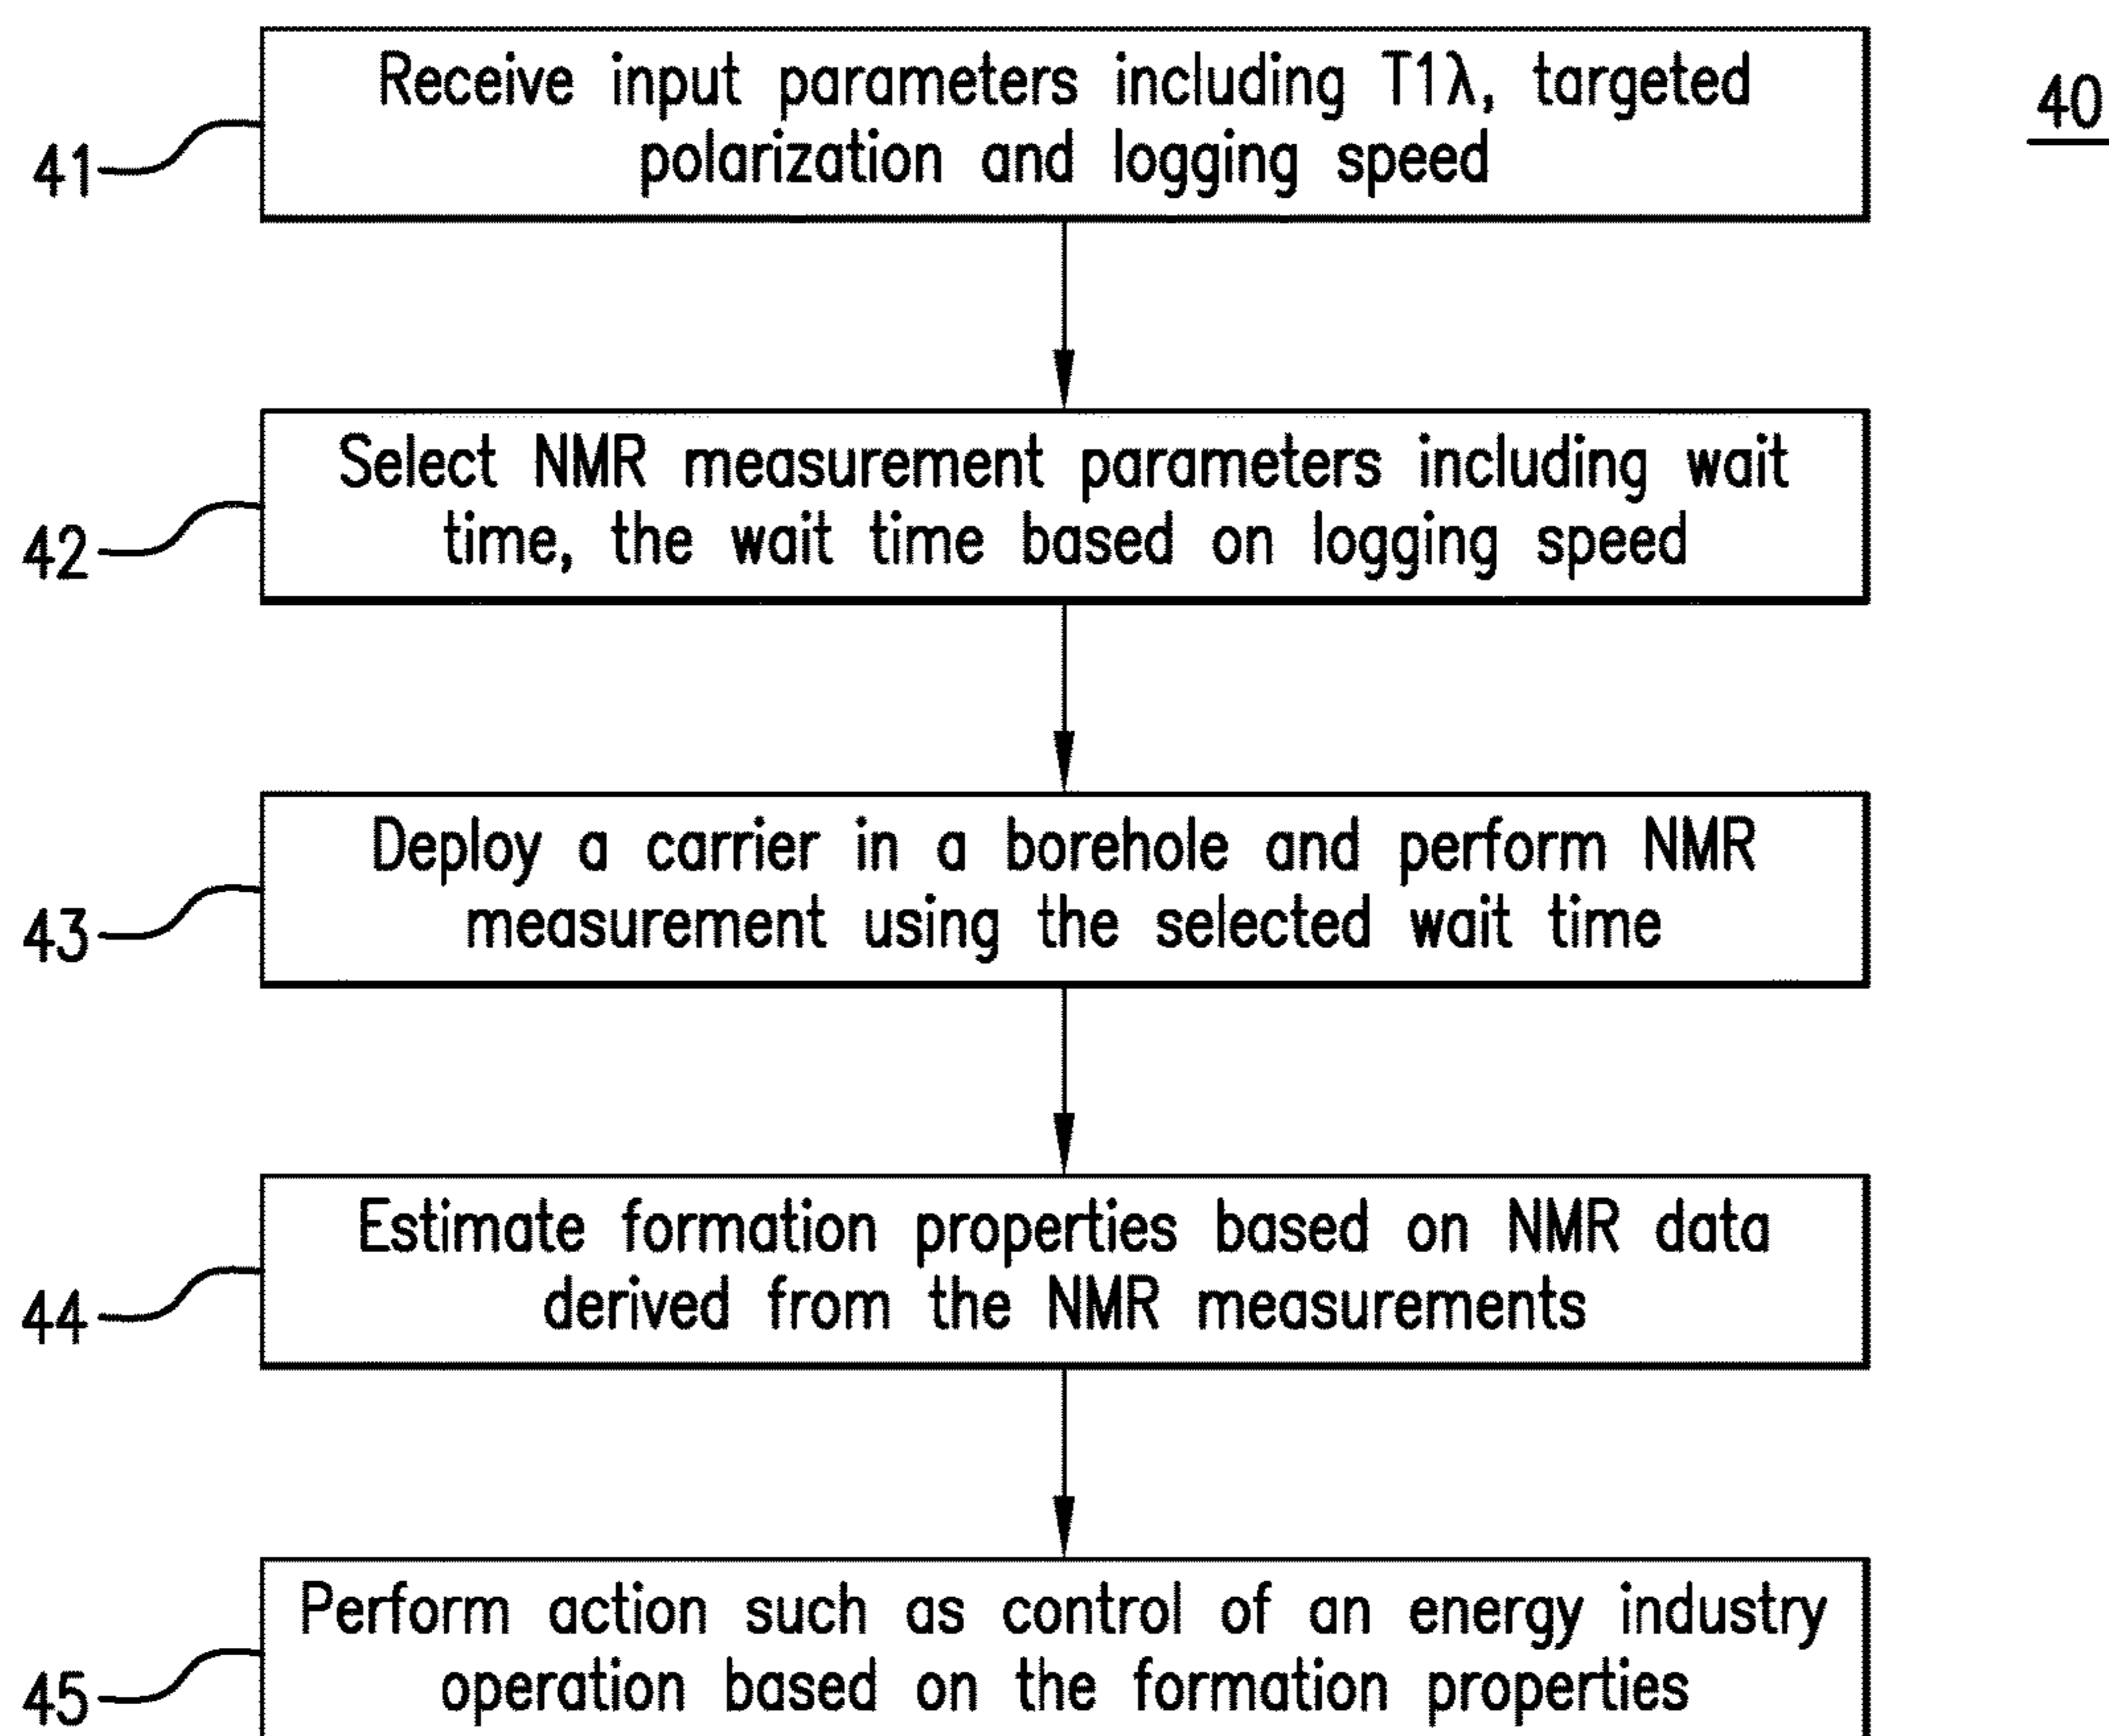 40
Receive input parameters including T1λ, targeted
polarization and logging speed
41
Select NMR measurement parameters including wait
time, the wait time based on logging speed
42
Deploy a carrier in a borehole and perform NMR
measurement using the selected wait time
43
Estimate formation properties based on NMR data
derived from the NMR measurements
44
Perform action such as control of an energy industry
operation based on the formation properties
45